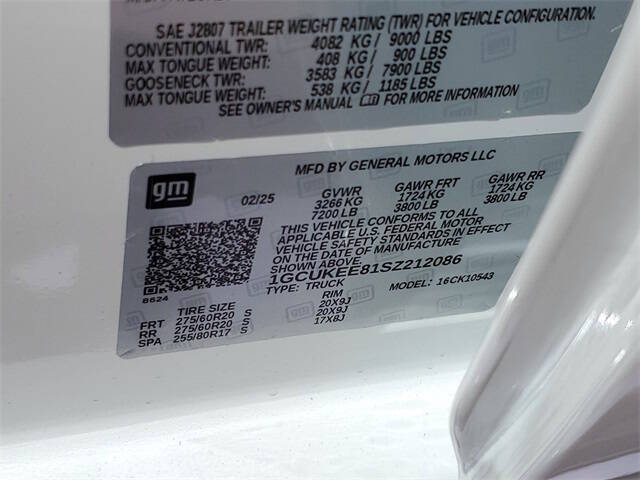 SAE J2807 TRAILER WEIGHT RATING (TWR) FOR VEHICLE CONFIGURATION.
CONVENTIONAL TWR: 4082 KG / 9000 LBS
MAX TONGUE WEIGHT: 408 KG / 900 LBS
GOOSENECK TWR: 3583 KG / 7900 LBS
MAX TONGUE WEIGHT: 538 KG / 1185 LBS
SEE OWNER'S MANUAL FOR MORE INFORMATION
gm
MFD BY GENERAL MOTORS LLC
02/25 GVWR GAWR FRT GAWR RR
3266 KG 1724 KG 1724 KG
7200 LB 3800 LB 3800 LB
THIS VEHICLE CONFORMS TO ALL
APPLICABLE U.S. FEDERAL MOTOR
VEHICLE SAFETY STANDARDS IN EFFECT
ON THE DATE OF MANUFACTURE
1GCUKEE81SZ212086
8624
TYPE: TRUCK MODEL: 16CK10543
TIRE SIZE RIM
FRT 275/60R20 S 20X9J
RR 275/60R20 S 20X9J
SPA 255/80R17 S 17X8J